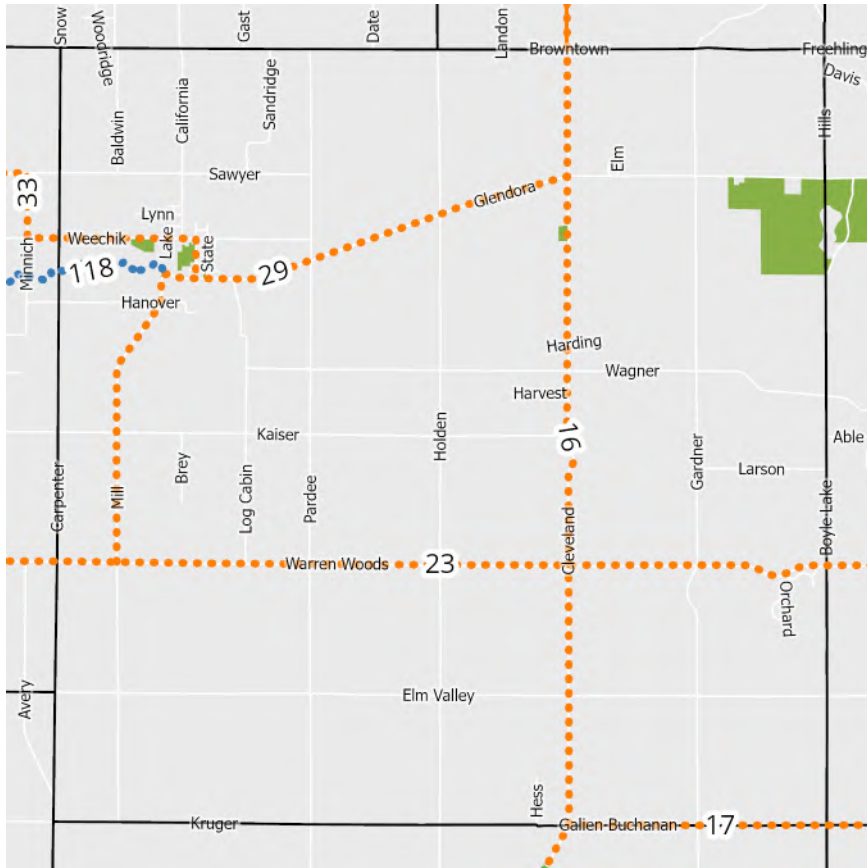 Snow
Woodridge
Gast
Date
Landon
Browntown
Freehling
Davis
Baldwin
California
Sandridge
Hills
Elm
Sawyer
33
Glendora
Lynn
Weechik
Lake
State
Minnich
118
29
Hanover
Harding
Wagner
Harvest
Kaiser
Holden
16
Able
Gardner
Larson
Carpenter
Mill
Brey
Log Cabin
Pardee
Cleveland
Boyle Lake
Warren Woods
23
Orchard
Avery
Elm Valley
Hess
Kruger
Galien Buchanan
17